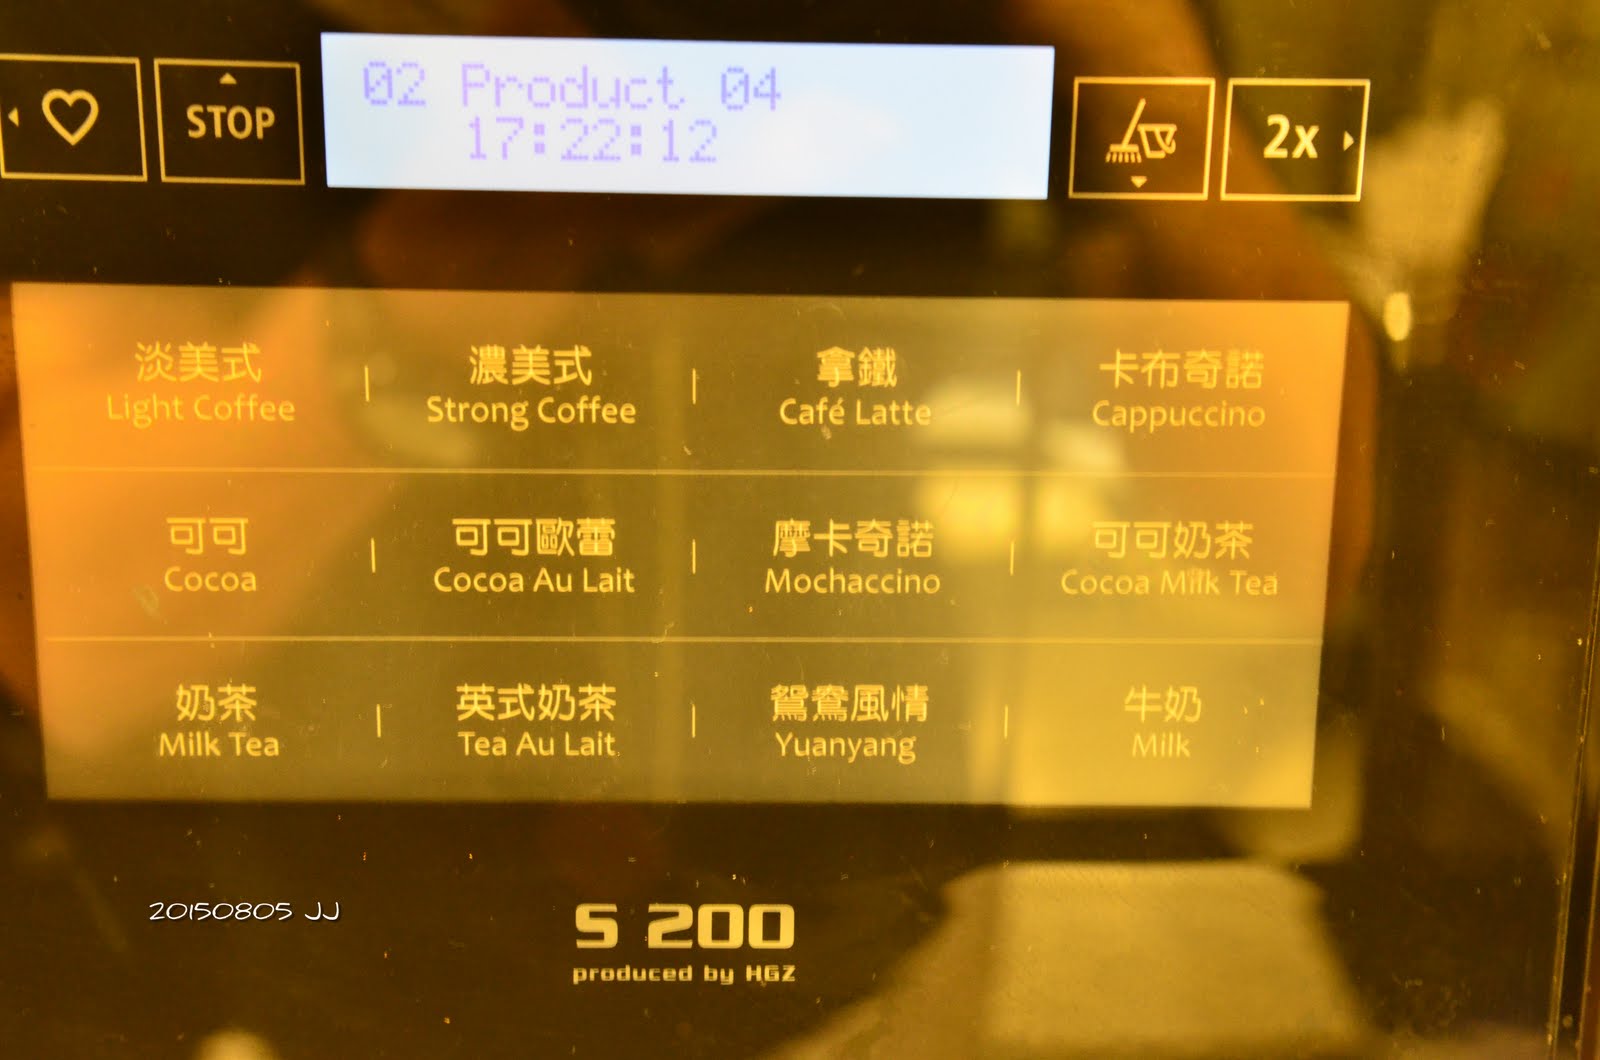 STOP
02 Product 04
17:22:12
2x
淡美式
Light Coffee
濃美式
Strong Coffee
拿鐵
Café Latte
卡布奇諾
Cappuccino
可可
Cocoa
可可歐蕾
Cocoa Au Lait
摩卡奇諾
Mochaccino
可可奶茶
Cocoa Milk Tea
奶茶
Milk Tea
英式奶茶
Tea Au Lait
鴛鴦風情
Yuanyang
牛奶
Milk
20150805 JJ
S 200
produced by HGZ